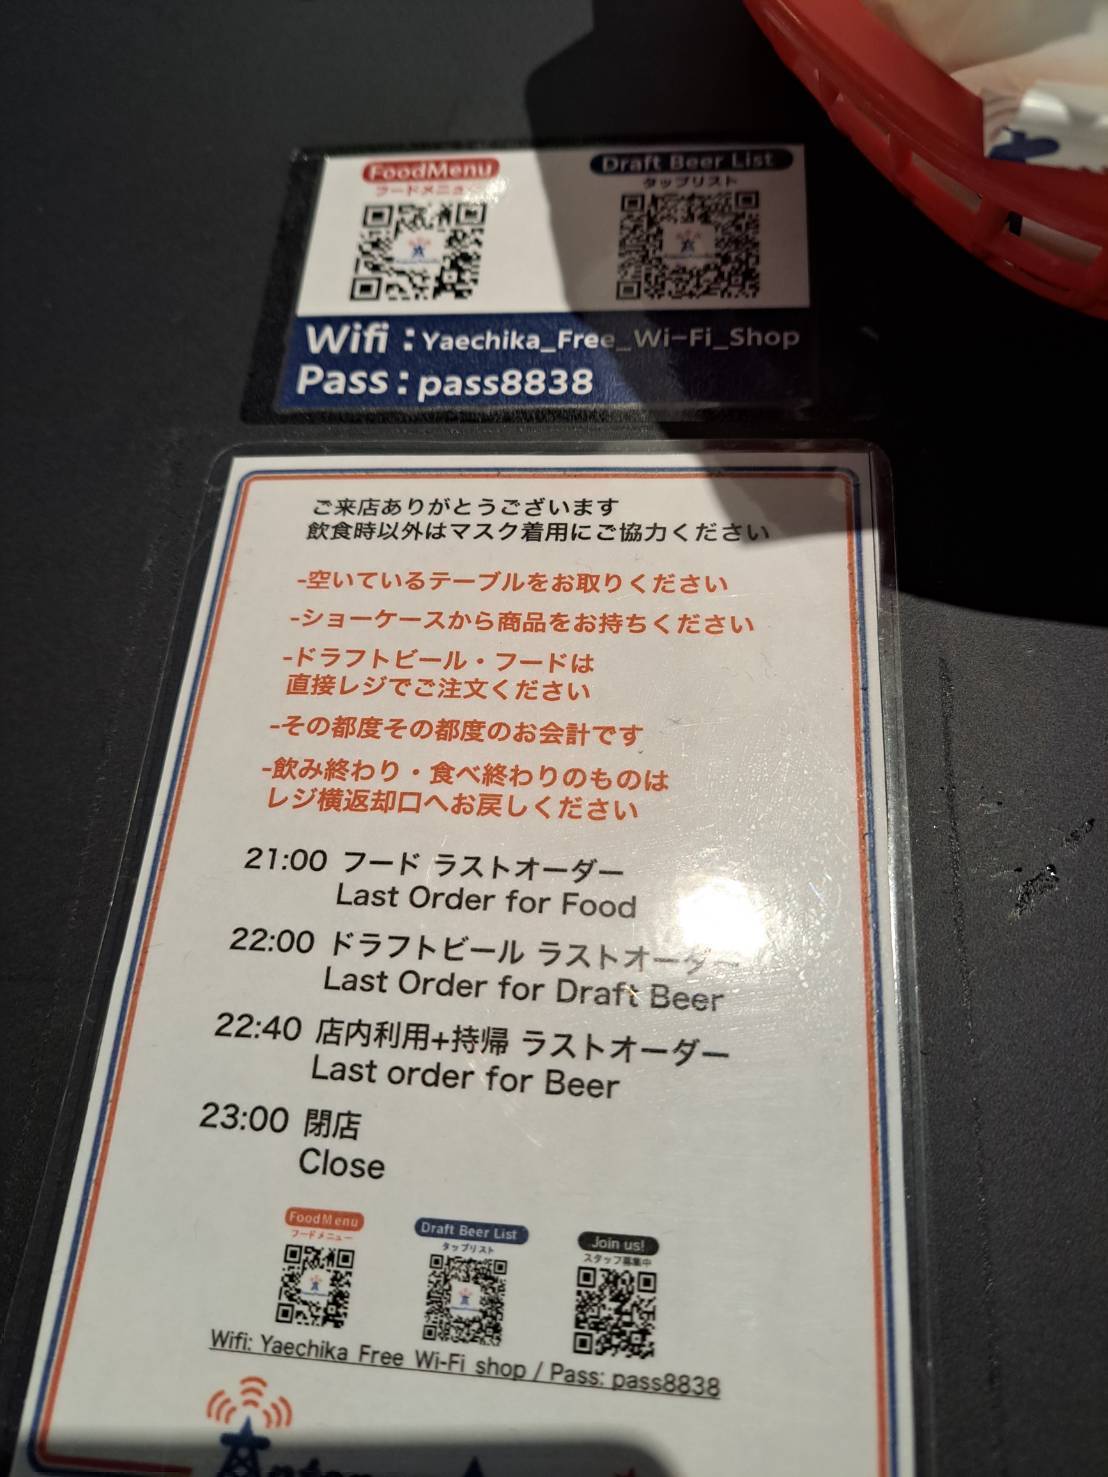 FoodMenu
フードメニュー
Draft Beer List
タップリスト
Wifi : Yaechika_Free_Wi-Fi_Shop
Pass : pass8838
ご来店ありがとうございます
飲食時以外はマスク着用にご協力ください
-空いているテーブルをお取りください
-ショーケースから商品をお持ちください
-ドラフトビール・フードは
直接レジでご注文ください
-その都度その都度のお会計です
-飲み終わり・食べ終わりのものは
レジ横返却口へお戻しください
21:00 フード ラストオーダー
Last Order for Food
22:00 ドラフトビール ラストオーダー
Last Order for Draft Beer
22:40 店内利用+持帰 ラストオーダー
Last order for Beer
23:00 閉店
Close
FoodMenu
フードメニュー
Draft Beer List
タップリスト
Join us!
スタッフ募集中
Wifi: Yaechika_Free_Wi-Fi_shop / Pass: pass8838